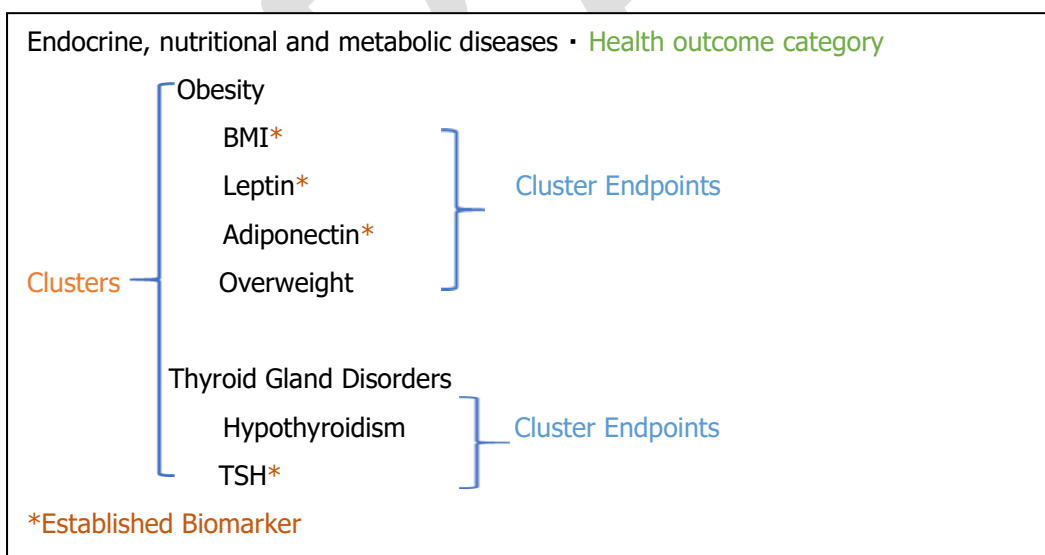 Endocrine, nutritional and metabolic diseases · Health outcome category
Obesity
BMI*
Leptin* Cluster Endpoints
Adiponectin*
Clusters Overweight
Thyroid Gland Disorders
Hypothyroidism Cluster Endpoints
TSH*
*Established Biomarker